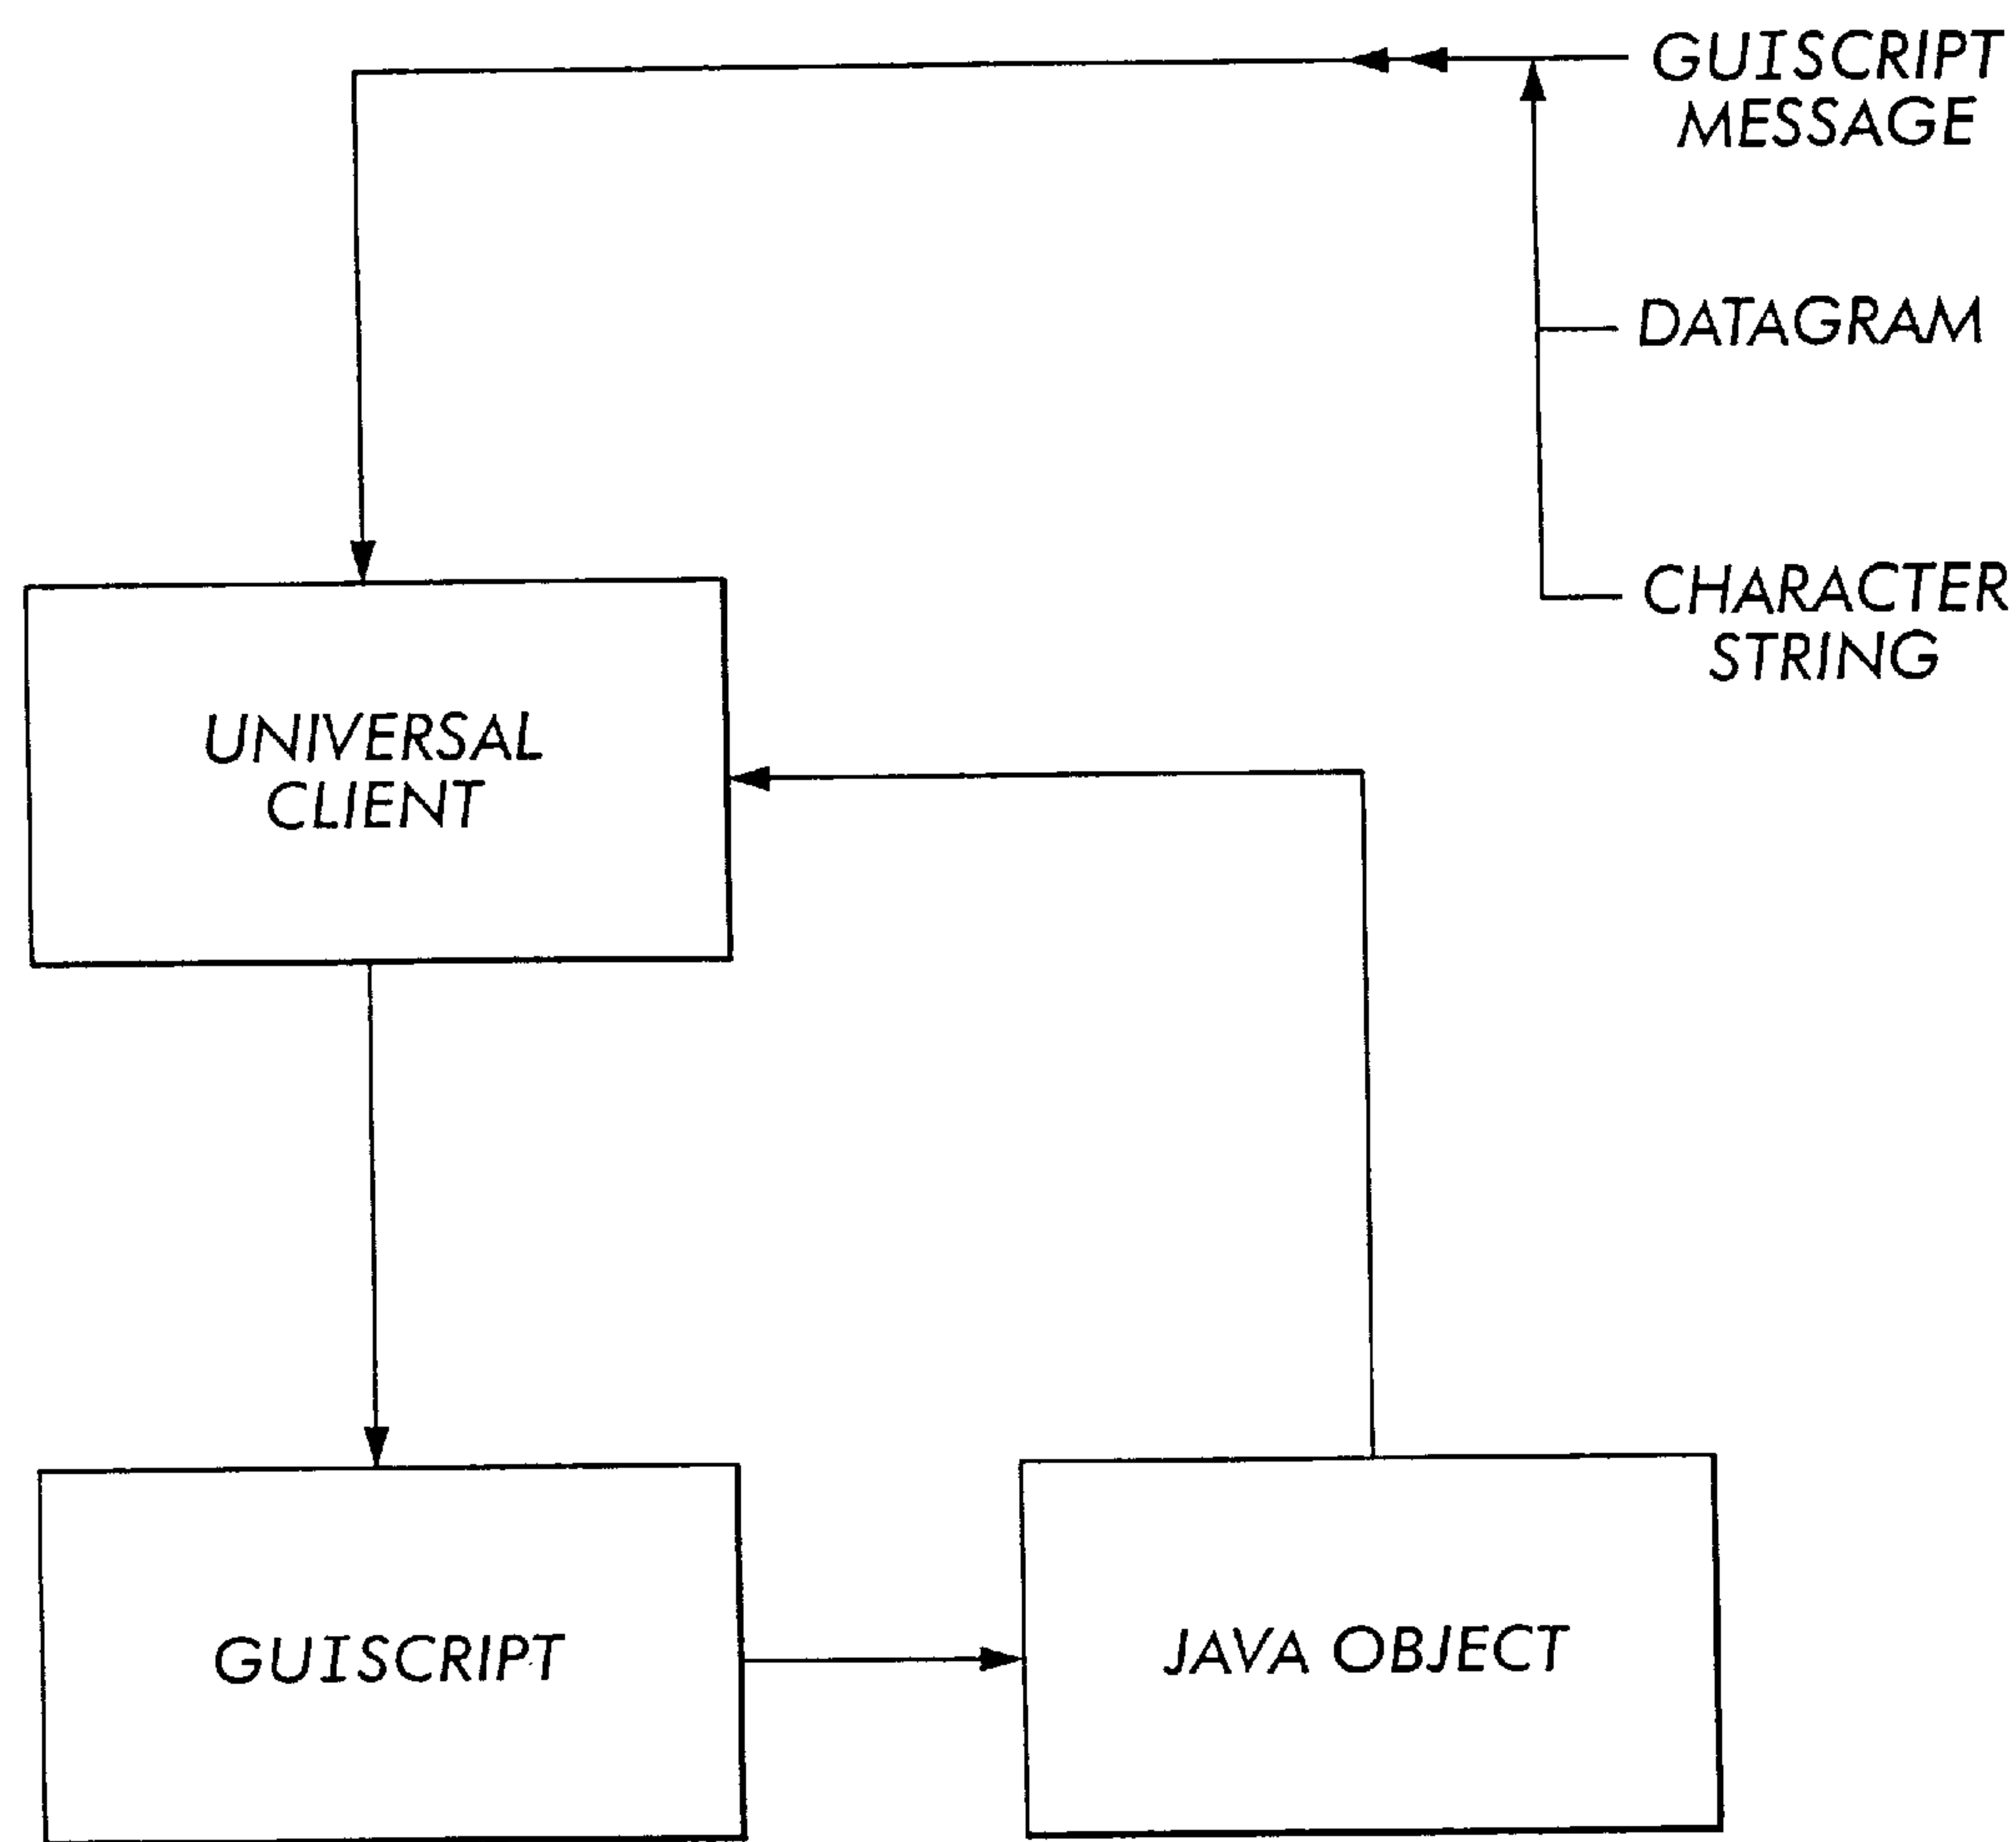 GUISCRIPT
MESSAGE
DATAGRAM
CHARACTER
STRING
UNIVERSAL
CLIENT
GUISCRIPT
JAVA OBJECT